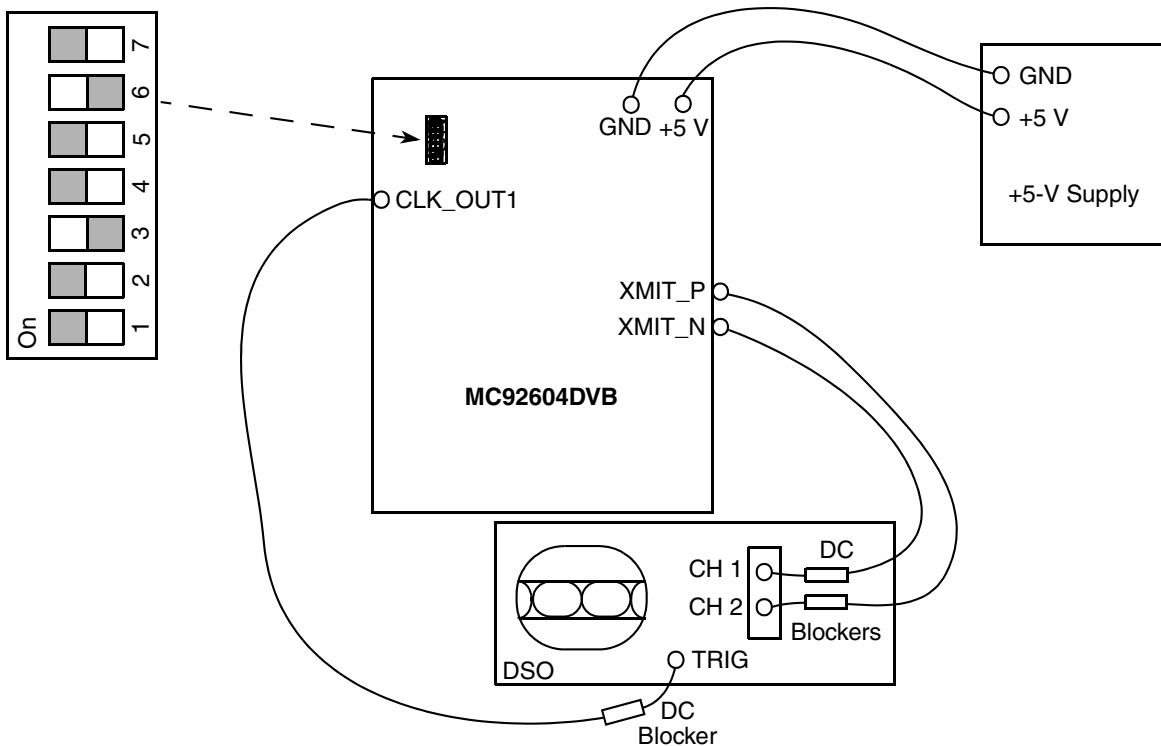 7
6
5
4
3
2
1
On
GND
+5 V
GND
+5 V
+5-V Supply
CLK_OUT1
XMIT_P
XMIT_N
MC92604DVB
CH 1
DC
CH 2
Blockers
TRIG
DSO
DC
Blocker